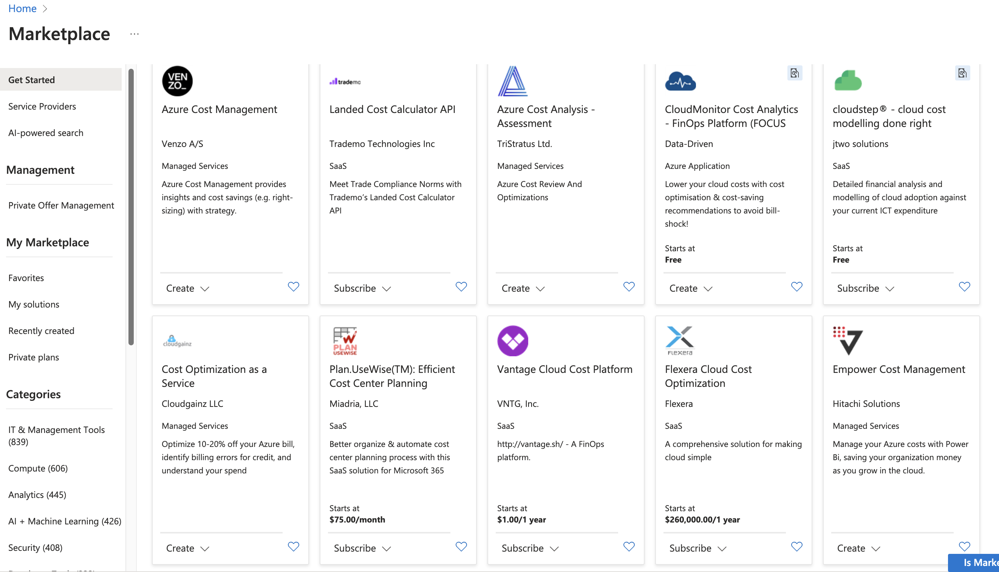 Home
Marketplace
...
Get Started
Service Providers
AI-powered search
Management
Private Offer Management
My Marketplace
Favorites
My solutions
Recently created
Private plans
Categories
IT & Management Tools
(839)
Compute (606)
Analytics (445)
AI + Machine Learning (426)
Security (408)
VEN
ZO_
Azure Cost Management
Venzo A/S
Managed Services
Azure Cost Management provides
insights and cost savings (e.g. right-
sizing) with strategy.
Create
trademo
Landed Cost Calculator API
Trademo Technologies Inc
SaaS
Meet Trade Compliance Norms with
Trademo’s Landed Cost Calculator
API
Subscribe
Azure Cost Analysis -
Assessment
TriStratus Ltd.
Managed Services
Azure Cost Review And
Optimizations
Create
CloudMonitor Cost Analytics
- FinOps Platform (FOCUS
Data-Driven
Azure Application
Lower your cloud costs with cost
optimisation & cost-saving
recommendations to avoid bill-
shock!
Starts at
Free
Create
cloudstep® - cloud cost
modelling done right
jtwo solutions
SaaS
Detailed financial analysis and
modelling of cloud adoption against
your current ICT expenditure
Starts at
Free
Subscribe
cloudgainz
Cost Optimization as a
Service
Cloudgainz LLC
Managed Services
Optimize 10-20% off your Azure bill,
identify billing errors for credit, and
understand your spend
Create
PLAN
USEWISE
Plan.UseWise(TM): Efficient
Cost Center Planning
Miadria, LLC
SaaS
Better organize & automate cost
center planning process with this
SaaS solution for Microsoft 365
Starts at
$75.00/month
Subscribe
Vantage Cloud Cost Platform
VNTG, Inc.
SaaS
http://vantage.sh/ - A FinOps
platform.
Starts at
$1.00/1 year
Subscribe
FLEXERA
Flexera Cloud Cost
Optimization
Flexera
SaaS
A comprehensive solution for making
cloud simple
Starts at
$260,000.00/1 year
Subscribe
Empower Cost Management
Hitachi Solutions
Managed Services
Manage your Azure costs with Power
Bi, saving your organization money
as you grow in the cloud.
Create
Is Marke